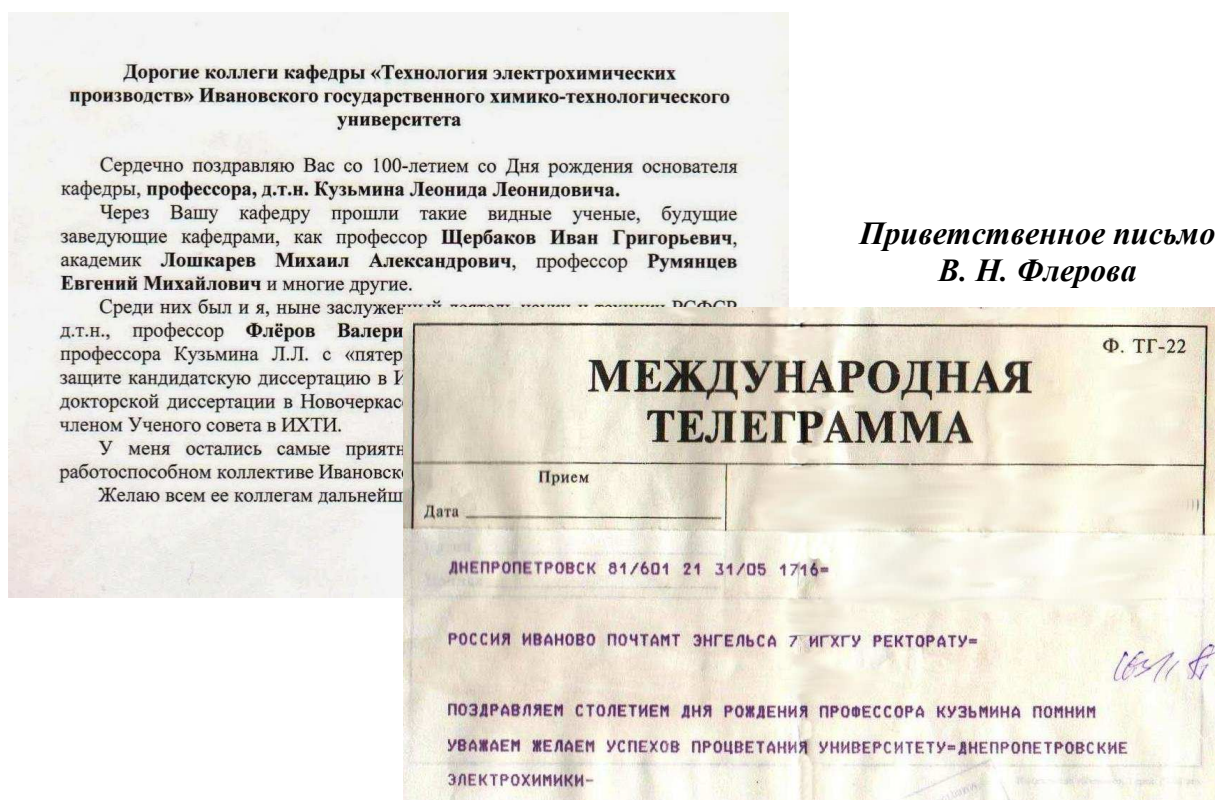 Дорогие коллеги кафедры «Технология электрохимических
производств» Ивановского государственного химико-технологического
университета
Сердечно поздравляю Вас со 100-летием со Дня рождения основателя
кафедры, профессора, д.т.н. Кузьмина Леонида Леонидовича.
Через Вашу кафедру прошли такие видные ученые, будущие
заведующие кафедрами, как профессор Щербаков Иван Григорьевич,
академик Лошкарев Михаил Александрович, профессор Румянцев
Евгений Михайлович и многие другие.
Среди них был и я, ныне заслуженный деятель науки и техники РСФСР
д.т.н., профессор Флёров Валери
профессора Кузьмина Л.Л. с «пятер
защите кандидатскую диссертацию в И
докторской диссертации в Новочеркас
членом Ученого совета в ИХТИ.
У меня остались самые приятн
работоспособном коллективе Ивановск
Желаю всем ее коллегам дальнейш
Приветственное письмо
В. Н. Флерова
Ф. ТГ-22
МЕЖДУНАРОДНАЯ
ТЕЛЕГРАММА
Прием
Дата
ДНЕПРОПЕТРОВСК 81/601 21 31/05 1716=
РОССИЯ ИВАНОВО ПОЧТАМТ ЭНГЕЛЬСА 7 ИГХГУ РЕКТОРАТУ=
ПОЗДРАВЛЯЕМ СТОЛЕТИЕМ ДНЯ РОЖДЕНИЯ ПРОФЕССОРА КУЗЬМИНА ПОМНИМ
УВАЖАЕМ ЖЕЛАЕМ УСПЕХОВ ПРОЦВЕТАНИЯ УНИВЕРСИТЕТУ=ДНЕПРОПЕТРОВСКИЕ
ЭЛЕКТРОХИМИКИ-